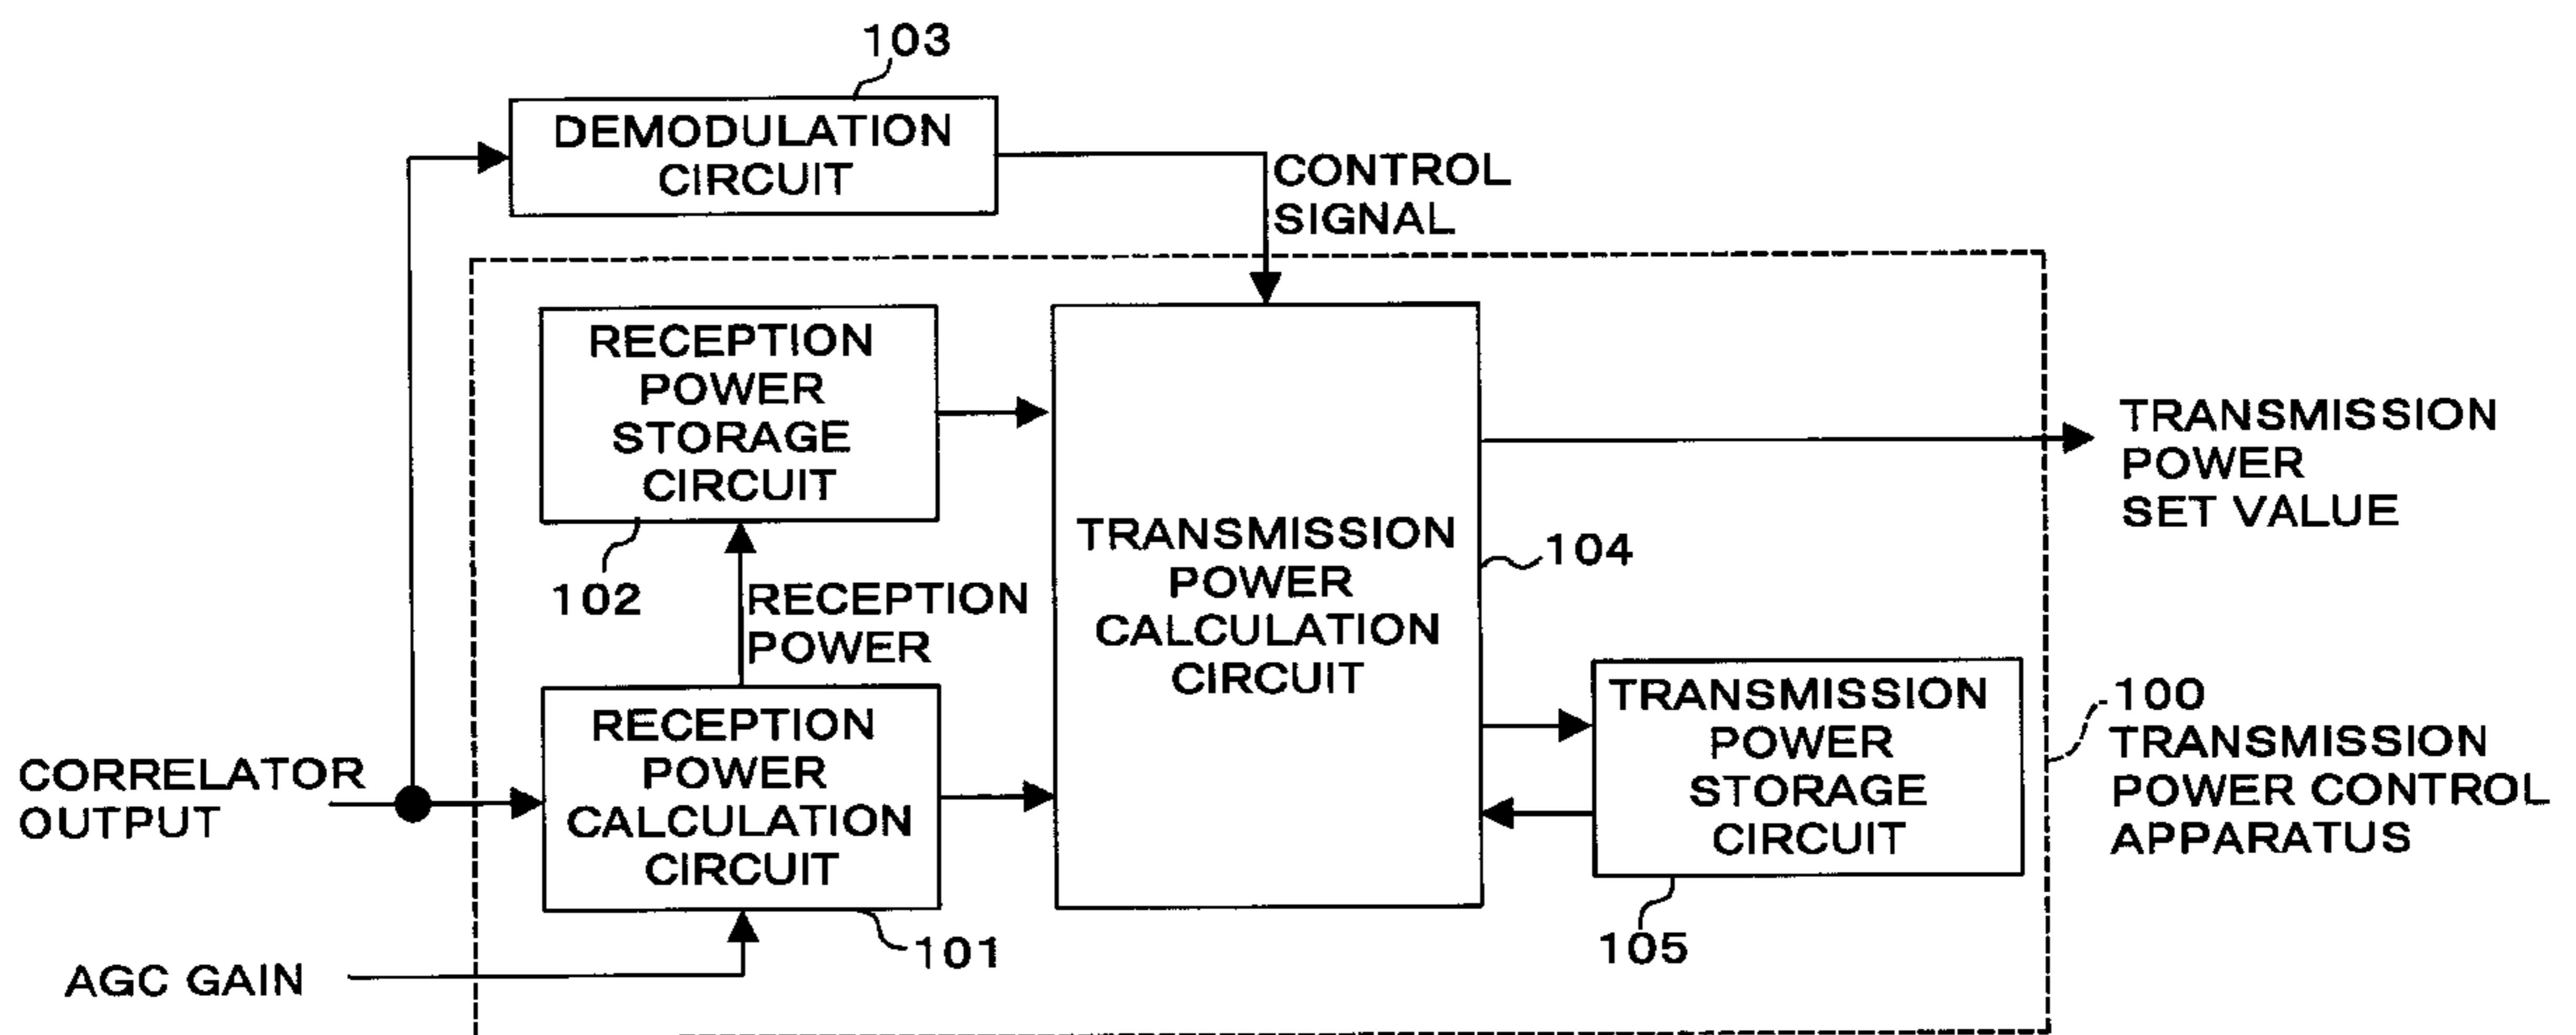 103
DEMODULATION
CIRCUIT
CONTROL
SIGNAL
RECEPTION
POWER
STORAGE
CIRCUIT
102
RECEPTION
POWER
TRANSMISSION
POWER
CALCULATION
CIRCUIT
104
TRANSMISSION
POWER
SET VALUE
CORRELATOR
OUTPUT
RECEPTION
POWER
CALCULATION
CIRCUIT
101
AGC GAIN
TRANSMISSION
POWER
STORAGE
CIRCUIT
105
100
TRANSMISSION
POWER CONTROL
APPARATUS